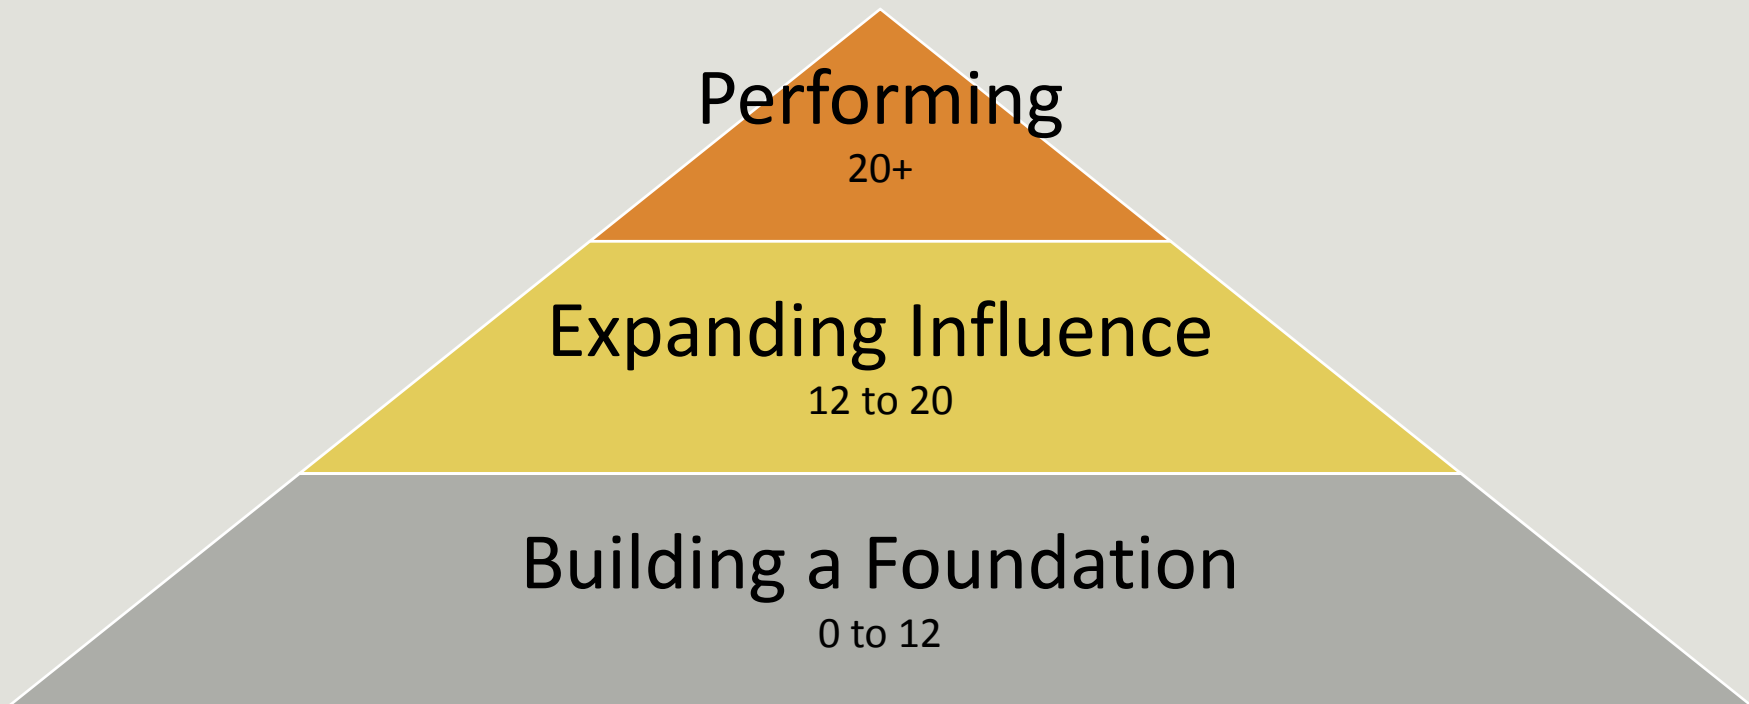 Performing
20+
Expanding Influence
12 to 20
Building a Foundation
0 to 12